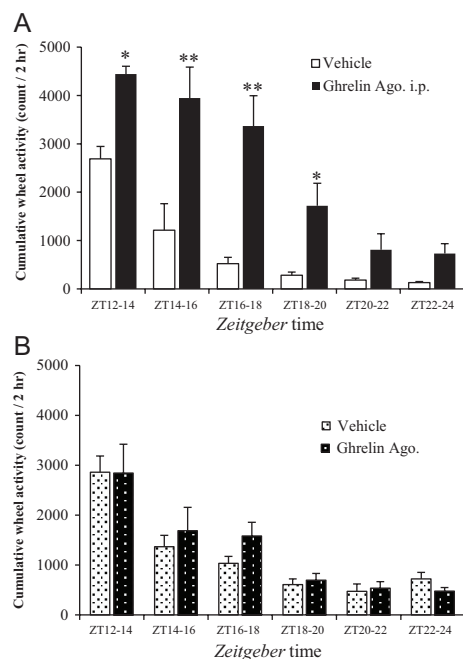 A
Cumulative wheel activity (count / 2 hr)
5000
4000
3000
2000
1000
0
Vehicle
Ghrelin Ago. i.p.
*
**
**
*
ZT12-14 ZT14-16 ZT16-18 ZT18-20 ZT20-22 ZT22-24
Zeitgeber time
B
Cumulative wheel activity (count / 2 hr)
5000
4000
3000
2000
1000
0
Vehicle
Ghrelin Ago.
ZT12-14 ZT14-16 ZT16-18 ZT18-20 ZT20-22 ZT22-24
Zeitgeber time